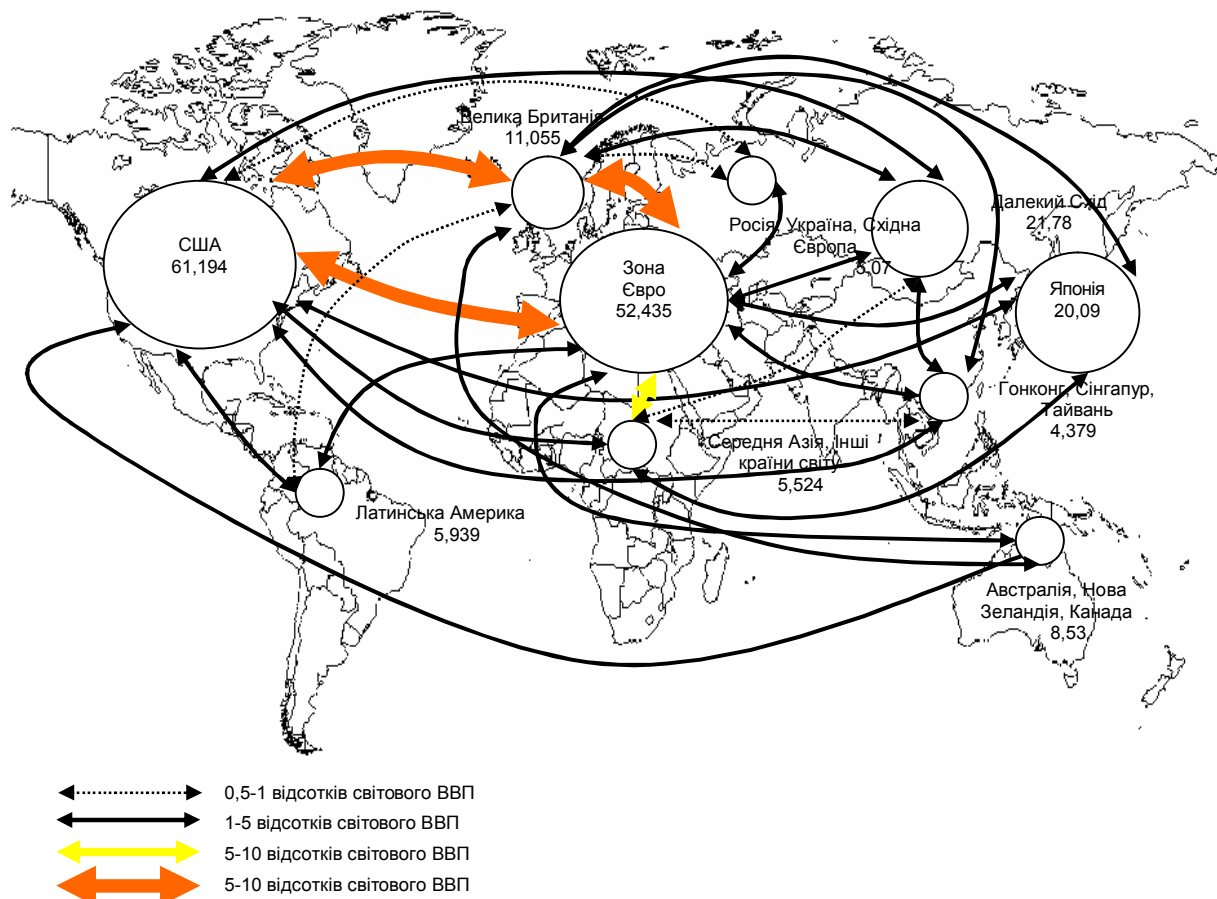 Велика Британія
11,055
США
61,194
Зона
Євро
52,435
Росія, Україна, Східна
Європа
5.07
Далекий Схід
21,78
Японія
20,09
Гонконг, Сінгапур,
Тайвань
4,379
Середня Азія, Інші
країни світу
5,524
Латинська Америка
5,939
Австралія, Нова
Зеландія, Канада
8,53
0,5-1 відсотків світового ВВП
1-5 відсотків світового ВВП
5-10 відсотків світового ВВП
5-10 відсотків світового ВВП